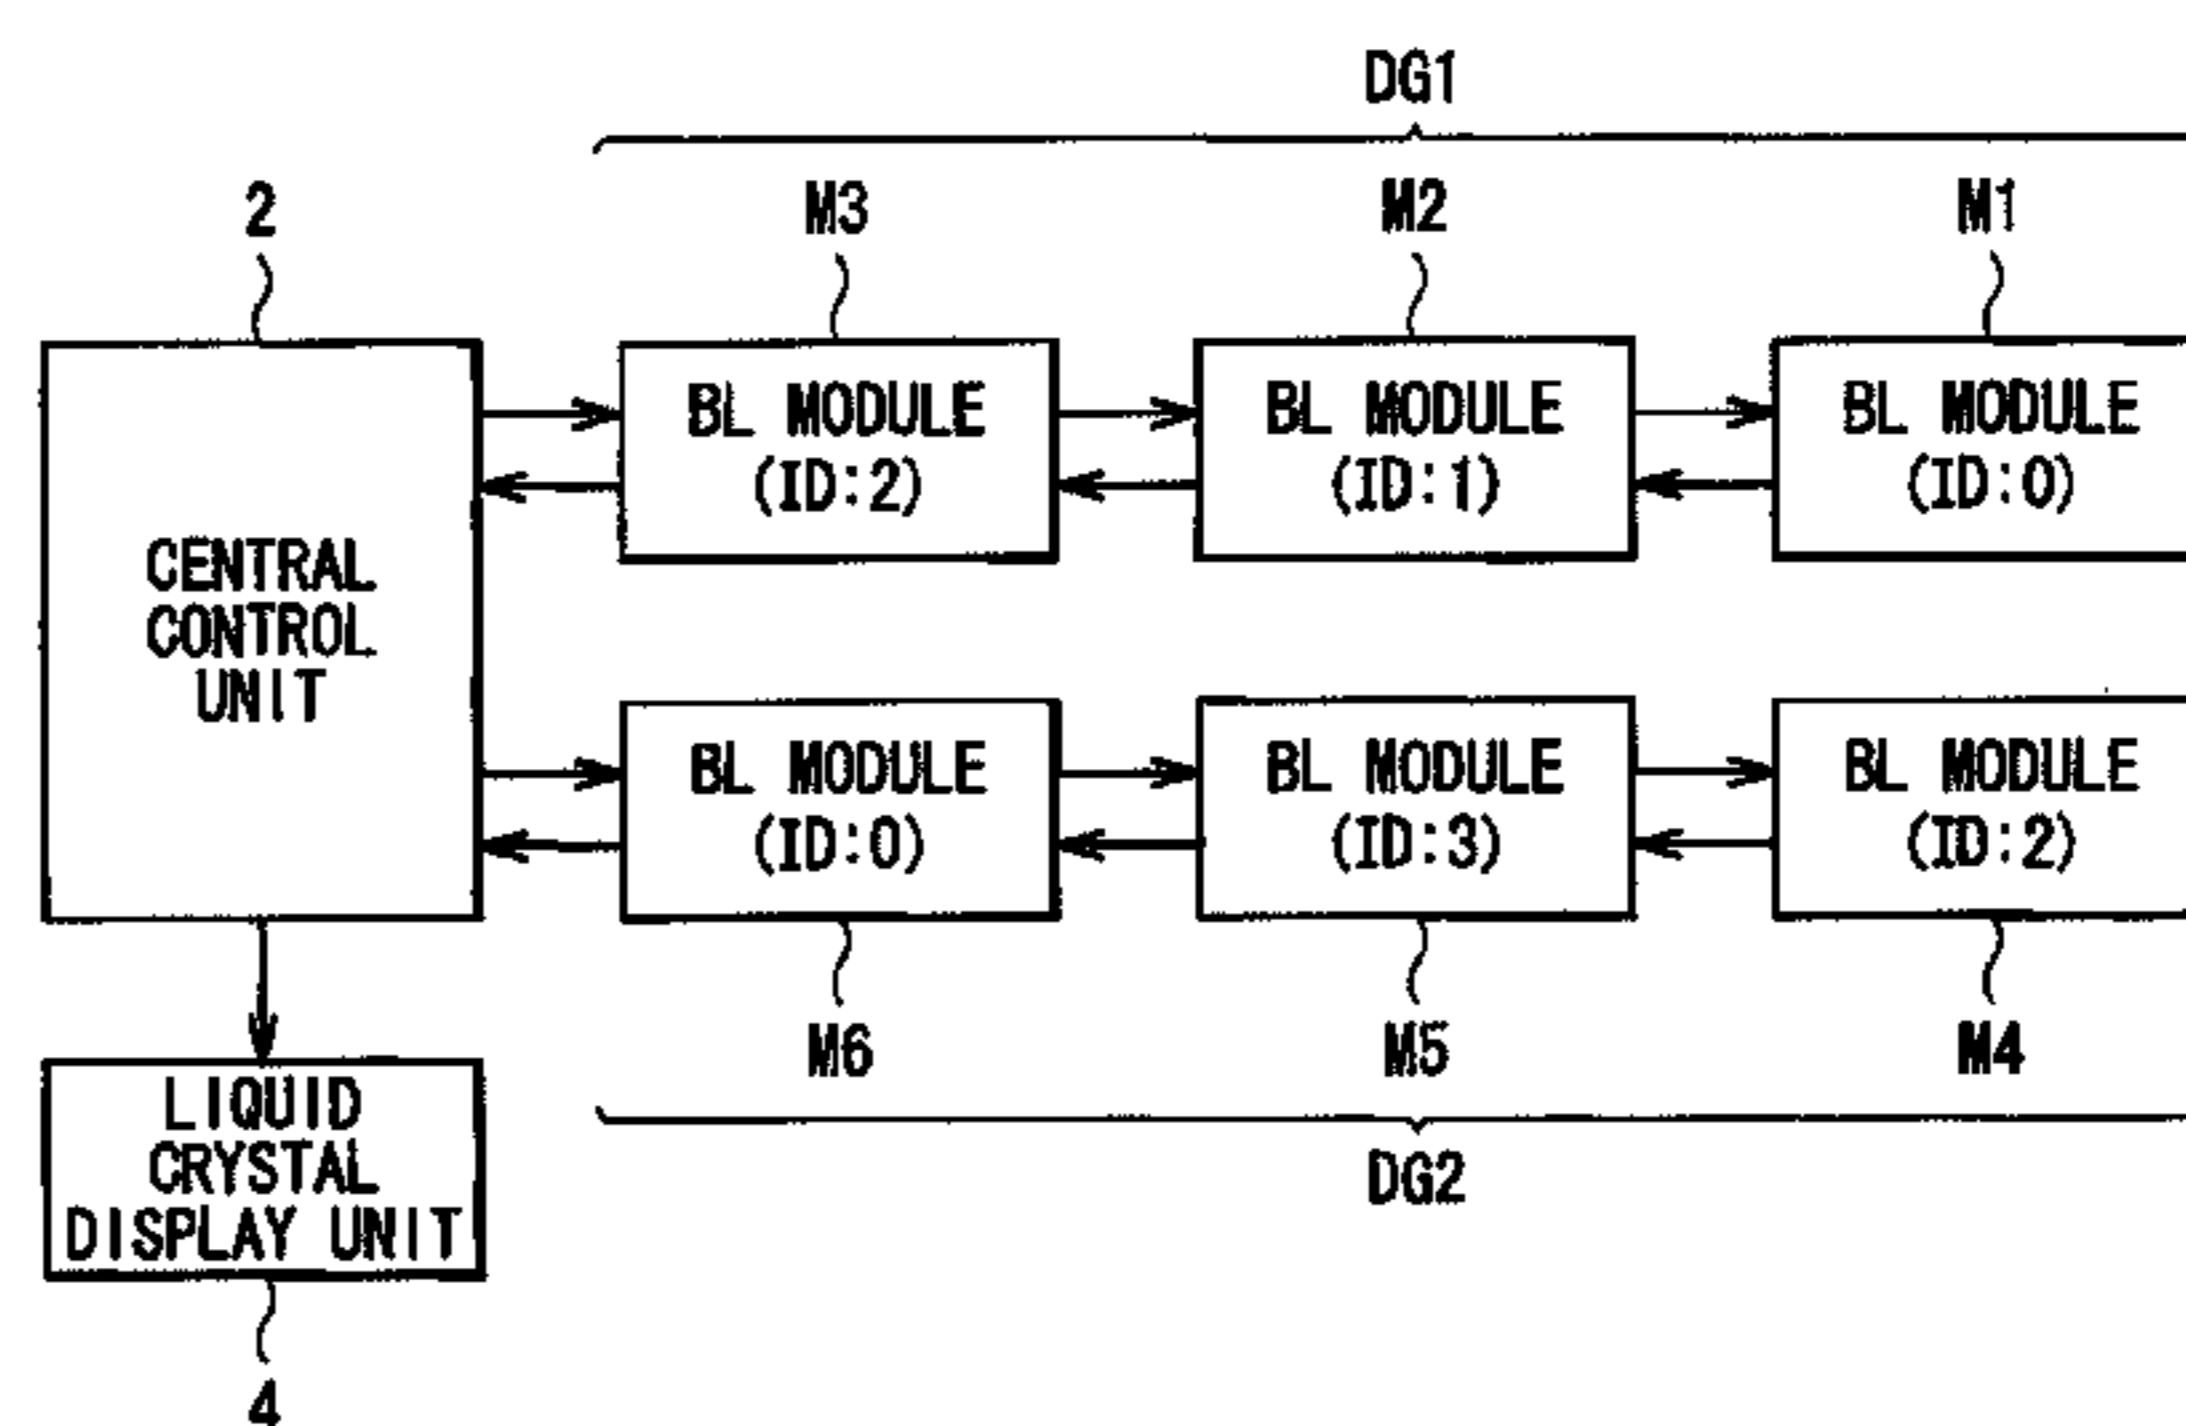 DG1
2
M3
M2
M1
BL MODULE
(ID:2)
BL MODULE
(ID:1)
BL MODULE
(ID:0)
CENTRAL
CONTROL
UNIT
BL MODULE
(ID:0)
BL MODULE
(ID:3)
BL MODULE
(ID:2)
M6
M5
M4
DG2
LIQUID
CRYSTAL
DISPLAY UNIT
4